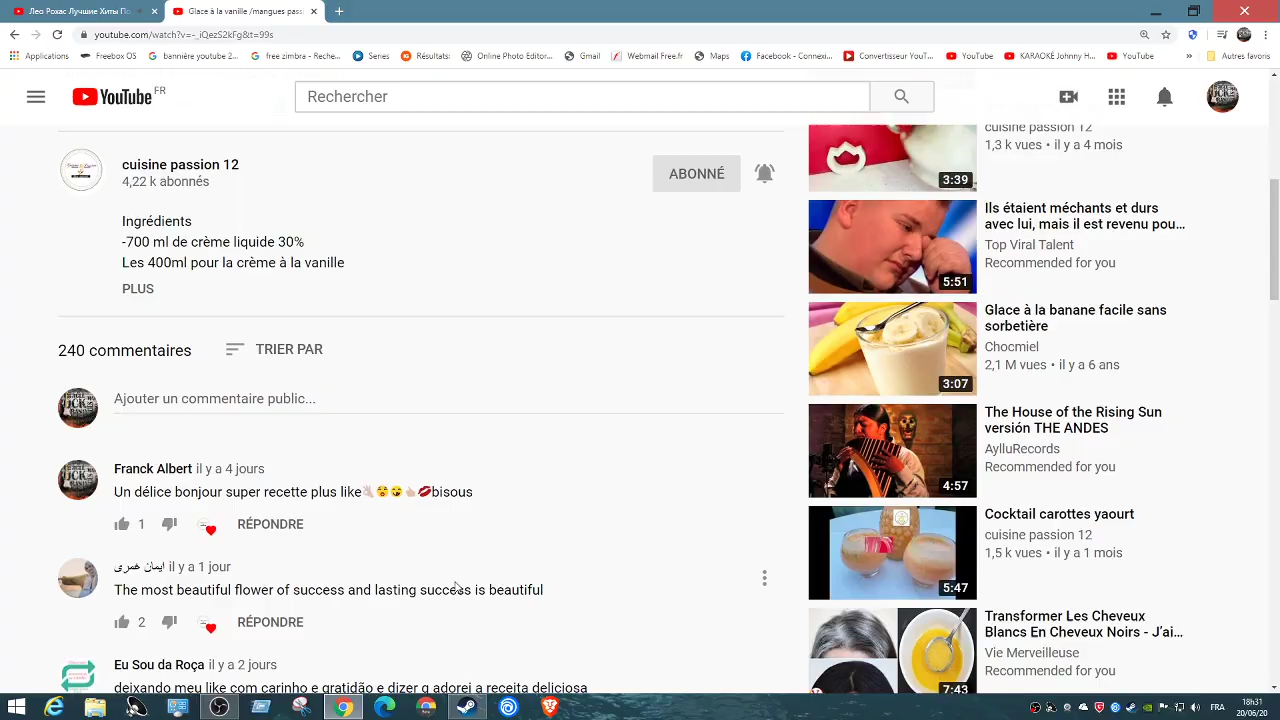 Лео Рохас Лучшие Хиты По
Glace à la vanille /mangues pass
youtube.com/watch?v=-_iQezS2kFg&t=99s
Applications
Freebox OS
bannière youtube 2...
free zimbra - Reche...
Series
Résultats:
Online Photo Editor...
Gmail
Webmail Free...
Maps
Facebook - Connexi...
Convertisseur YouT...
YouTube
KARAOKÉ Johnny H...
YouTube
»
Autres favoris
YouTube FR
Rechercher
cuisine passion 12
4,22 k abonnés
ABONNÉ
Ingrédients
-700 ml de crème liquide 30%
Les 400ml pour la crème à la vanille
PLUS
240 commentaires
TRIER PAR
Ajouter un commentaire public...
Franck Albert il y a 4 jours
Un délice bonjour super recette plus like👌🏻😲😜👍🏻💋bisous
1
RÉPONDRE
ايمان عمري il y a 1 jour
The most beautiful flower of success and lasting success is beautiful
2
RÉPONDRE
Eu Sou da Roça il y a 2 jours
deixando meu like com carinho e gratidão e dizer q adorei a receita deliciosa
cuisine passion 12
1,3 k vues • il y a 4 mois
3:39
Ils étaient méchants et durs
avec lui, mais il est revenu pou...
Top Viral Talent
Recommended for you
5:51
Glace à la banane facile sans
sorbetière
Chocmiel
2,1 M vues • il y a 6 ans
3:07
The House of the Rising Sun
versión THE ANDES
AylluRecords
Recommended for you
4:57
Cocktail carottes yaourt
cuisine passion 12
1,5 k vues • il y a 1 mois
5:47
Transformer Les Cheveux
Blancs En Cheveux Noirs - J'ai...
Vie Merveilleuse
Recommended for you
7:43
FRA
18h31
20/06/20